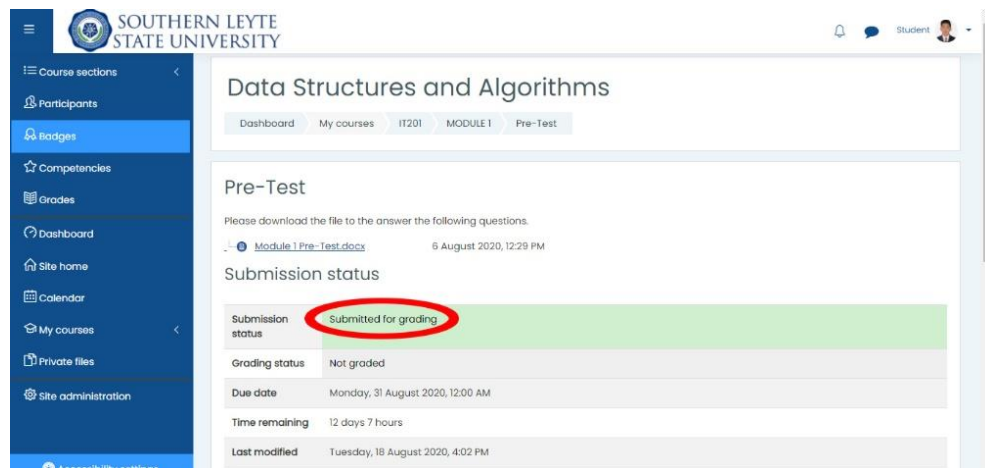 SOUTHERN LEYTE
STATE UNIVERSITY
Student
Course sections
Participants
Badges
Competencies
Grades
Dashboard
Site home
Calendar
My courses
Private files
Site administration
Accessibility settings
Data Structures and Algorithms
Dashboard My courses IT201 MODULE 1 Pre-Test
Pre-Test
Please download the file to the answer the following questions.
Module 1 Pre-Test.docx 6 August 2020, 12:29 PM
Submission status
Submission status Submitted for grading
Grading status Not graded
Due date Monday, 31 August 2020, 12:00 AM
Time remaining 12 days 7 hours
Last modified Tuesday, 18 August 2020, 4:02 PM